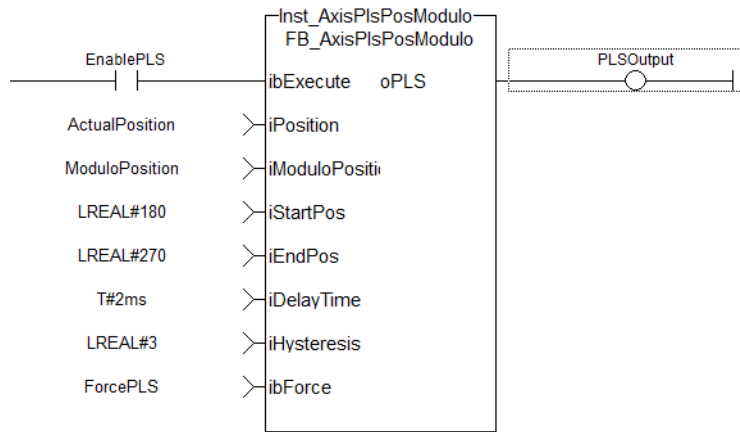 Inst_AxisPlsPosModulo
FB_AxisPlsPosModulo
EnablePLS
PLSOutput
ibExecute oPLS
ActualPosition iPosition
ModuloPosition iModuloPositi
LREAL#180 iStartPos
LREAL#270 iEndPos
T#2ms iDelayTime
LREAL#3 iHysteresis
ForcePLS ibForce